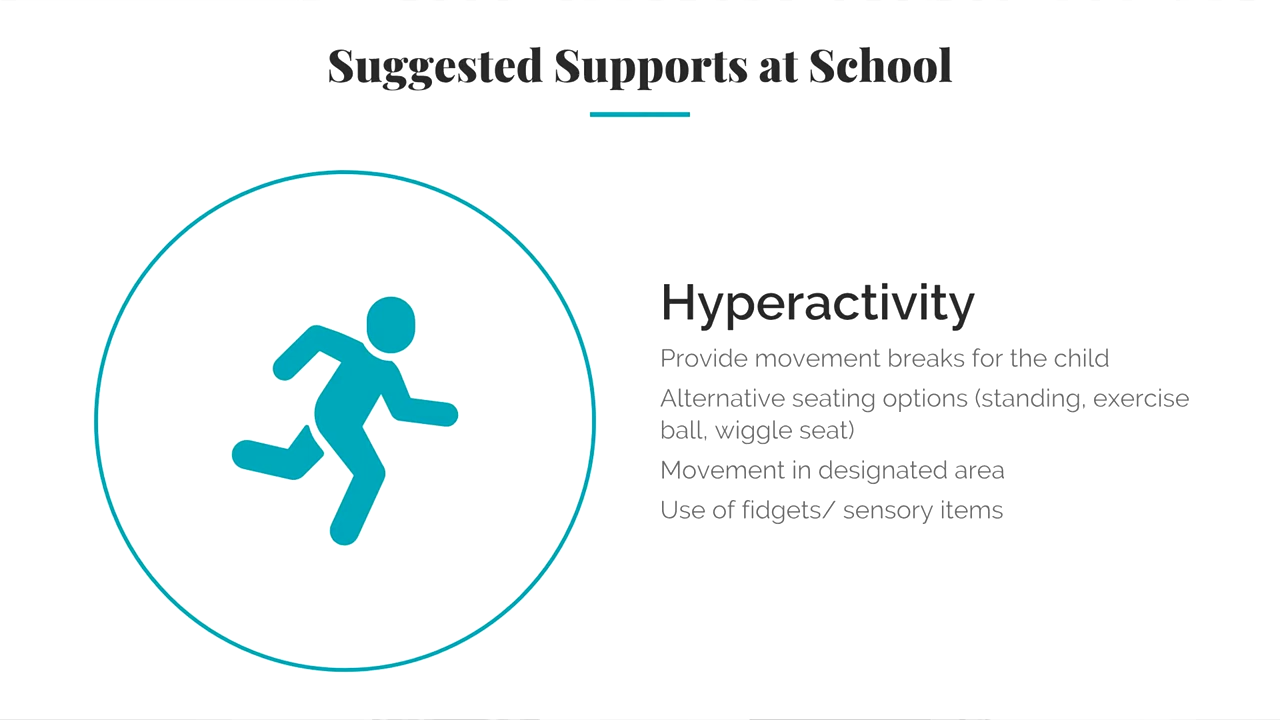 Suggested Supports at School
Hyperactivity
Provide movement breaks for the child
Alternative seating options (standing, exercise
ball, wiggle seat)
Movement in designated area
Use of fidgets/ sensory items